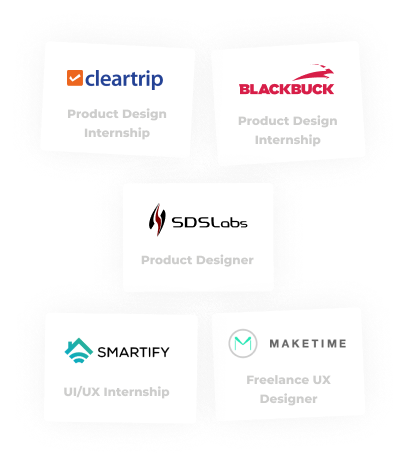 cleartrip
Product Design
Internship
BLACKBUCK
Product Design
Internship
SDSLabs
Product Designer
SMARTIFY
UI/UX Internship
MAKETIME
Freelance UX
Designer